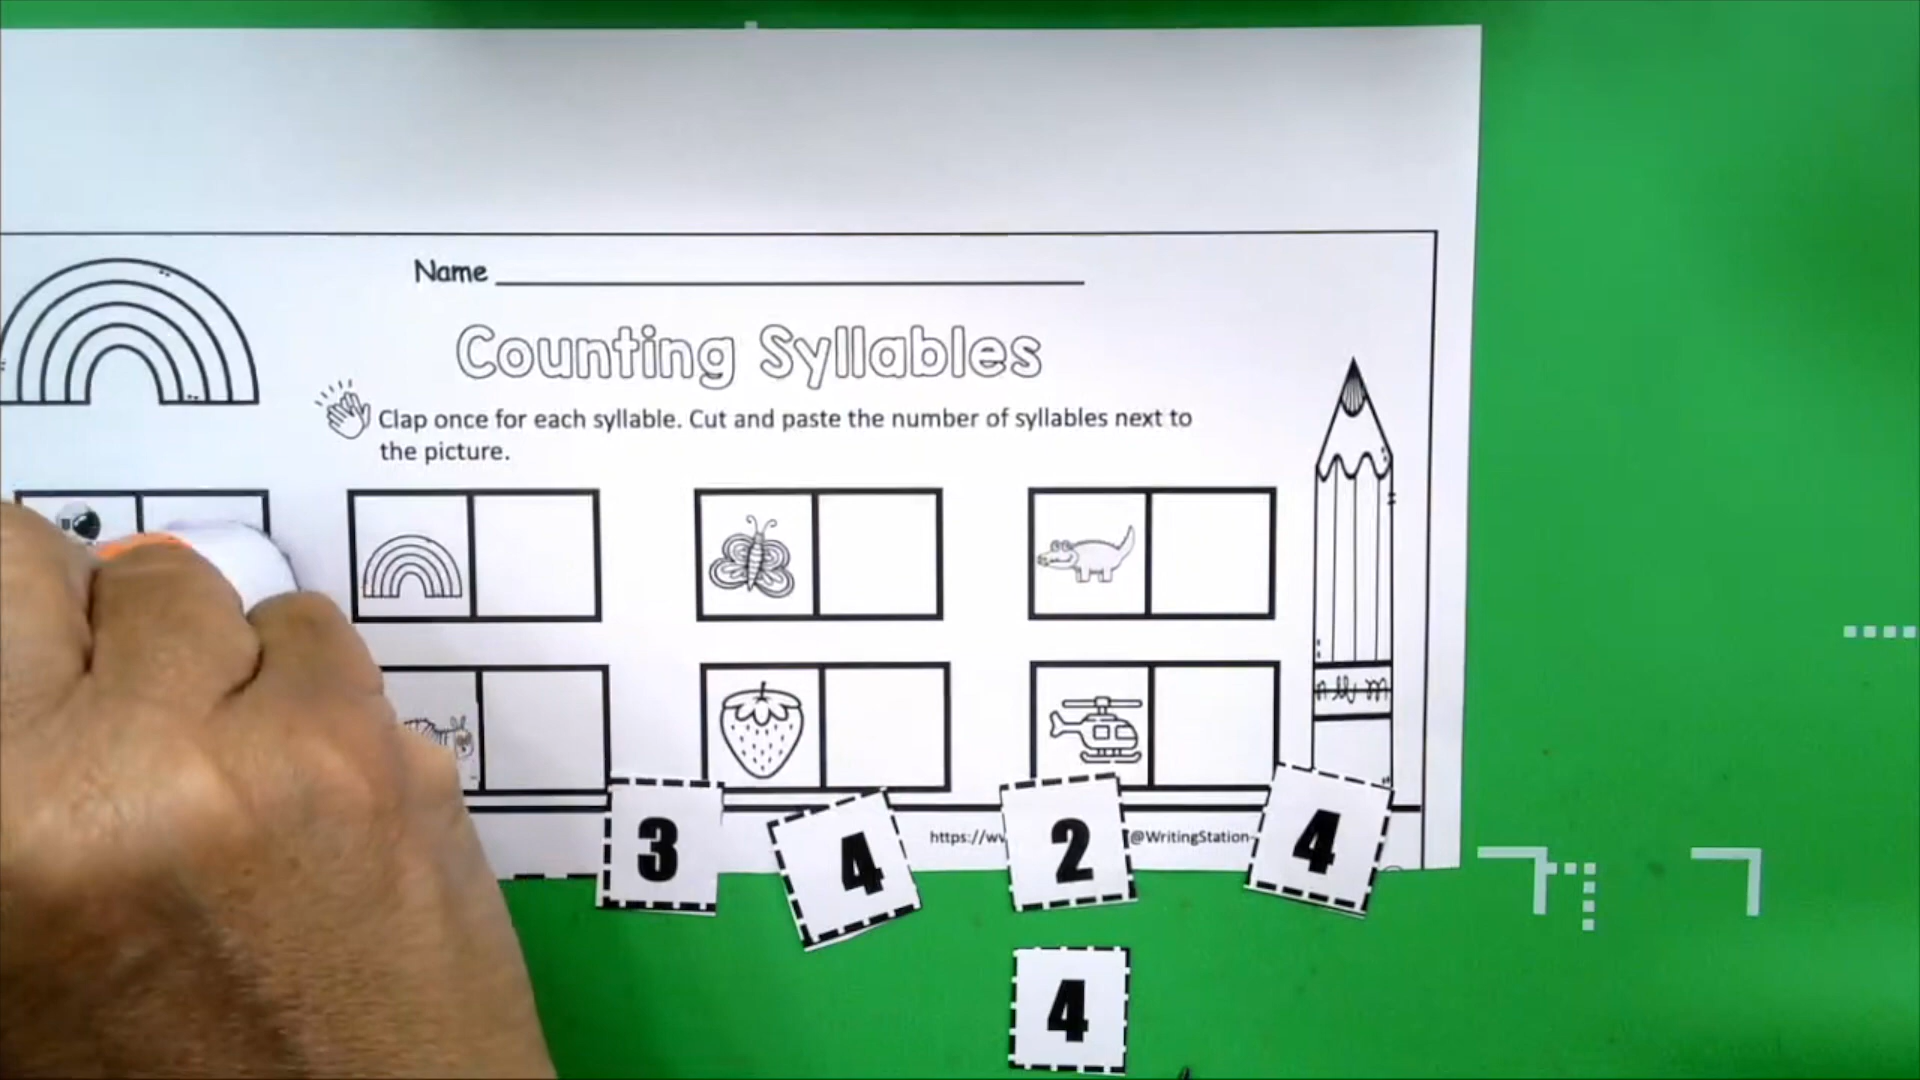 Name
Counting Syllables
Clap once for each syllable. Cut and paste the number of syllables next to
the picture.
3
4
2
4
@WritingStation
4